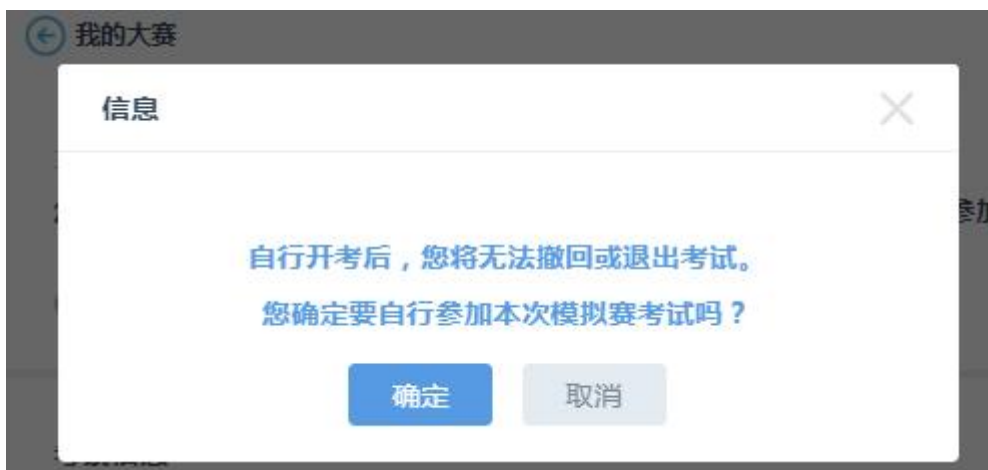 我的大赛
信息
参加
自行开考后，您将无法撤回或退出考试。
您确定要自行参加本次模拟赛考试吗？
确定
取消